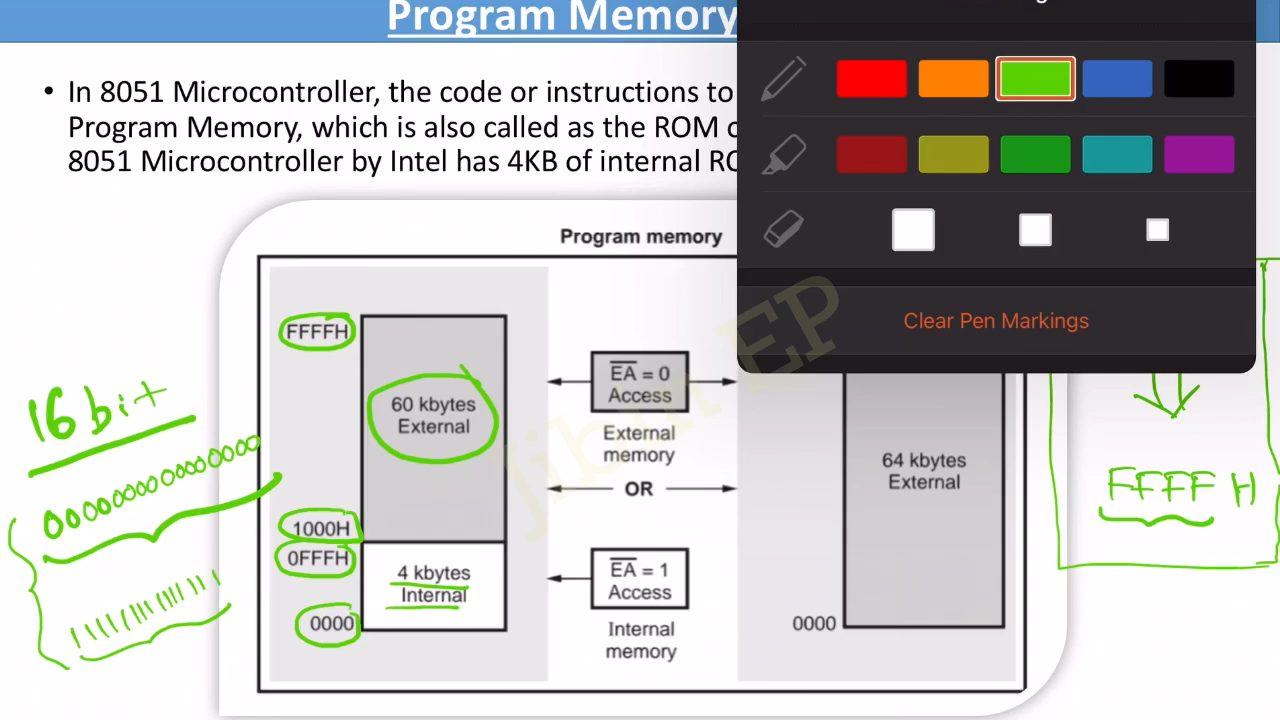 Program Memory
• In 8051 Microcontroller, the code or instructions to
Program Memory, which is also called as the ROM
8051 Microcontroller by Intel has 4KB of internal
Clear Pen Markings
Program memory
FFFFH
60 kbytes
External
1000H
0FFFH
4 kbytes
Internal
0000
EA = 0
Access
External
memory
OR
EA = 1
Access
Internal
memory
64 kbytes
External
0000
16 bit
0000000000000000
FFFF H
Jibin EP